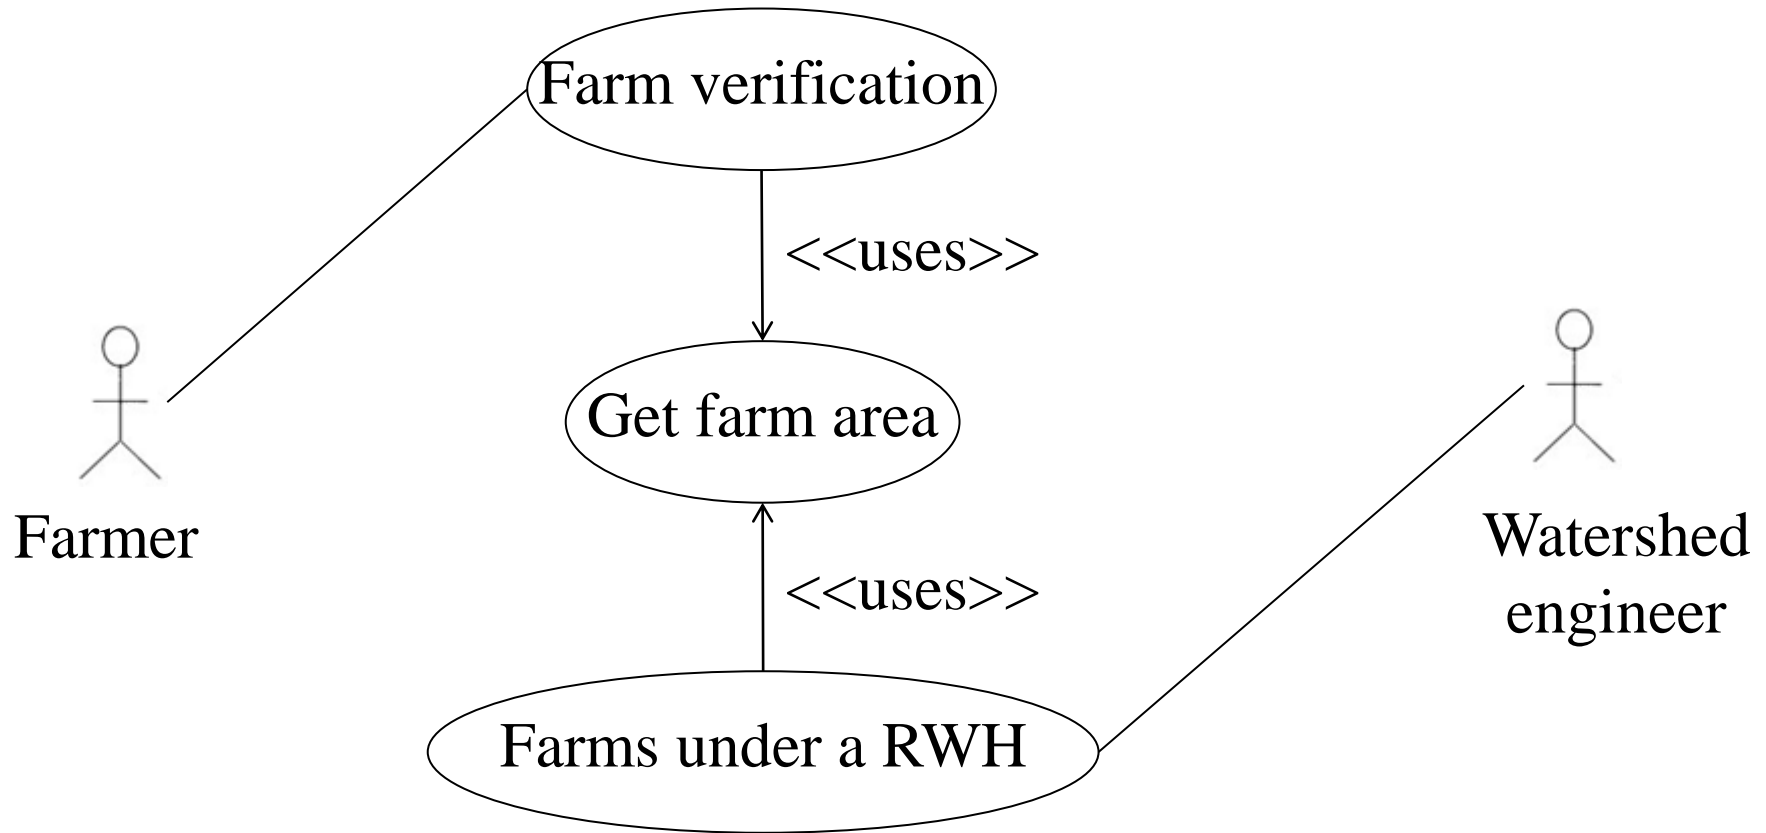 Farm verification
<<uses>>
Get farm area
Farmer
Watershed
engineer
<<uses>>
Farms under a RWH